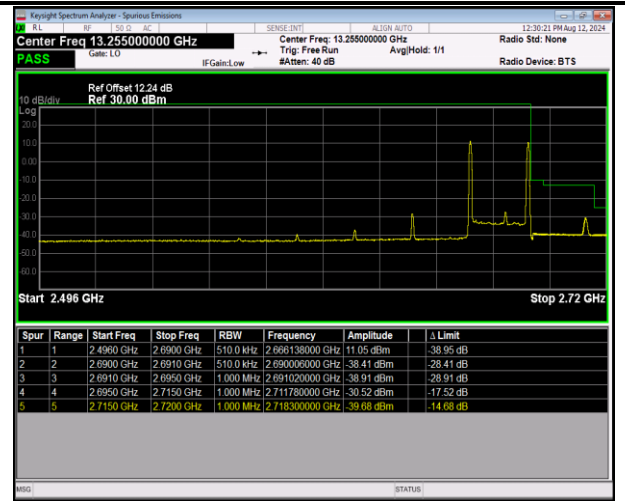 Keysight Spectrum Analyzer - Spurious Emissions
RL RF 50 Ω AC SENSE:INT ALIGN AUTO 12:30:21 PM Aug 12, 2024
Center Freq 13.255000000 GHz Center Freq: 13.255000000 GHz Radio Std: None
Gate: LO Trig: Free Run Avg|Hold: 1/1
PASS IFGain:Low #Atten: 40 dB Radio Device: BTS
Ref Offset 12.24 dB
10 dB/div Ref 30.00 dBm
Log
20.0
10.0
0.00
-10.0
-20.0
-30.0
-40.0
-50.0
-60.0
Start 2.496 GHz Stop 2.72 GHz
Spur Range Start Freq Stop Freq RBW Frequency Amplitude Δ Limit
1 1 2.4960 GHz 2.6900 GHz 510.0 kHz 2.666138000 GHz 11.05 dBm -38.95 dB
2 2 2.6900 GHz 2.6910 GHz 510.0 kHz 2.690006000 GHz -38.41 dBm -28.41 dB
3 3 2.6910 GHz 2.6950 GHz 1.000 MHz 2.691020000 GHz -38.91 dBm -28.91 dB
4 4 2.6950 GHz 2.7150 GHz 1.000 MHz 2.711780000 GHz -30.52 dBm -17.52 dB
5 5 2.7150 GHz 2.7200 GHz 1.000 MHz 2.718300000 GHz -39.68 dBm -14.68 dB
MSG STATUS